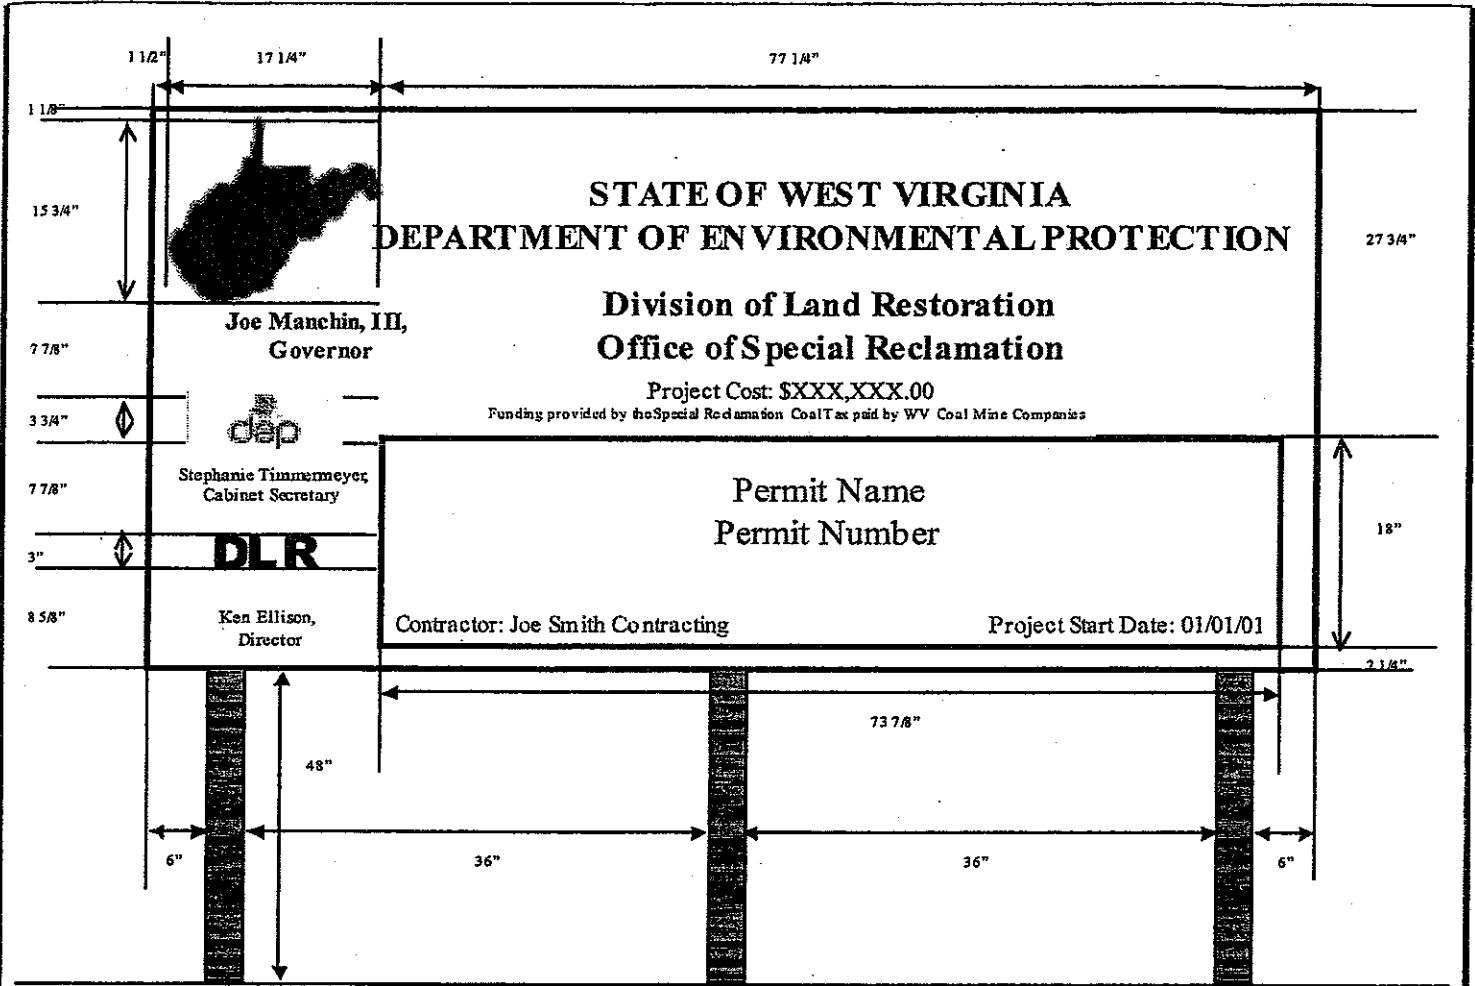 1 1/2"
17 1/4"
77 1/4"
1 1/8"
15 3/4"
STATE OF WEST VIRGINIA
DEPARTMENT OF ENVIRONMENTAL PROTECTION
27 3/4"
Division of Land Restoration
Office of Special Reclamation
Joe Manchin, III,
Governor
7 7/8"
Project Cost: $XXX,XXX.00
Funding provided by the Special Reclamation Coal Tax paid by WV Coal Mine Companies
3 3/4"
dep
Stephanie Timmermeyer,
Cabinet Secretary
7 7/8"
Permit Name
Permit Number
18"
DLR
3"
8 5/8"
Ken Ellison,
Director
Contractor: Joe Smith Contracting
Project Start Date: 01/01/01
2 1/4"
73 7/8"
48"
6"
36"
36"
6"